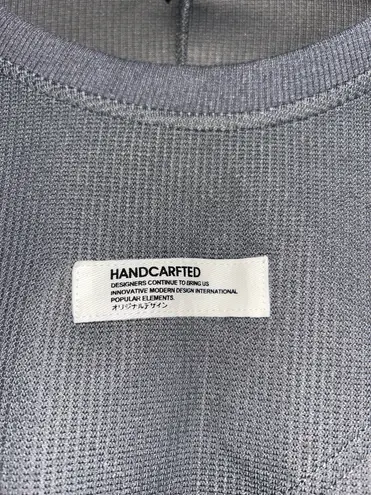 HANDCARFTED
DESIGNERS CONTINUE TO BRING US
INNOVATIVE MODERN DESIGN INTERNATIONAL
POPULAR ELEMENTS.
オリジナルデザイン